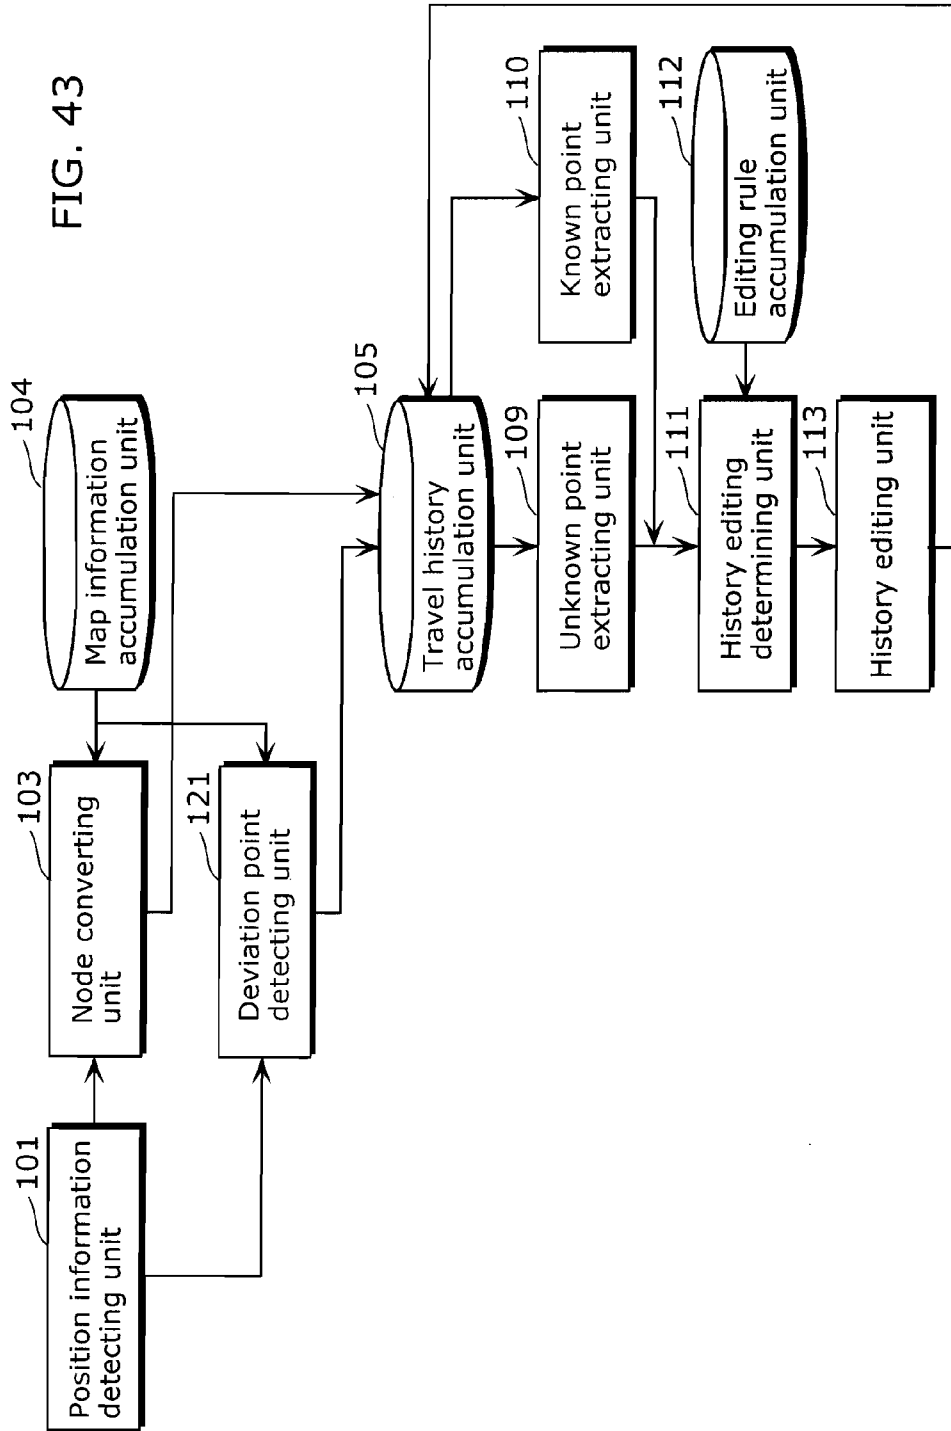 FIG. 43
101
Position information
detecting unit
103
Node converting
unit
104
Map information
accumulation unit
121
Deviation point
detecting unit
105
Travel history
accumulation unit
109
Unknown point
extracting unit
110
Known point
extracting unit
111
History editing
determining unit
112
Editing rule
accumulation unit
113
History editing unit